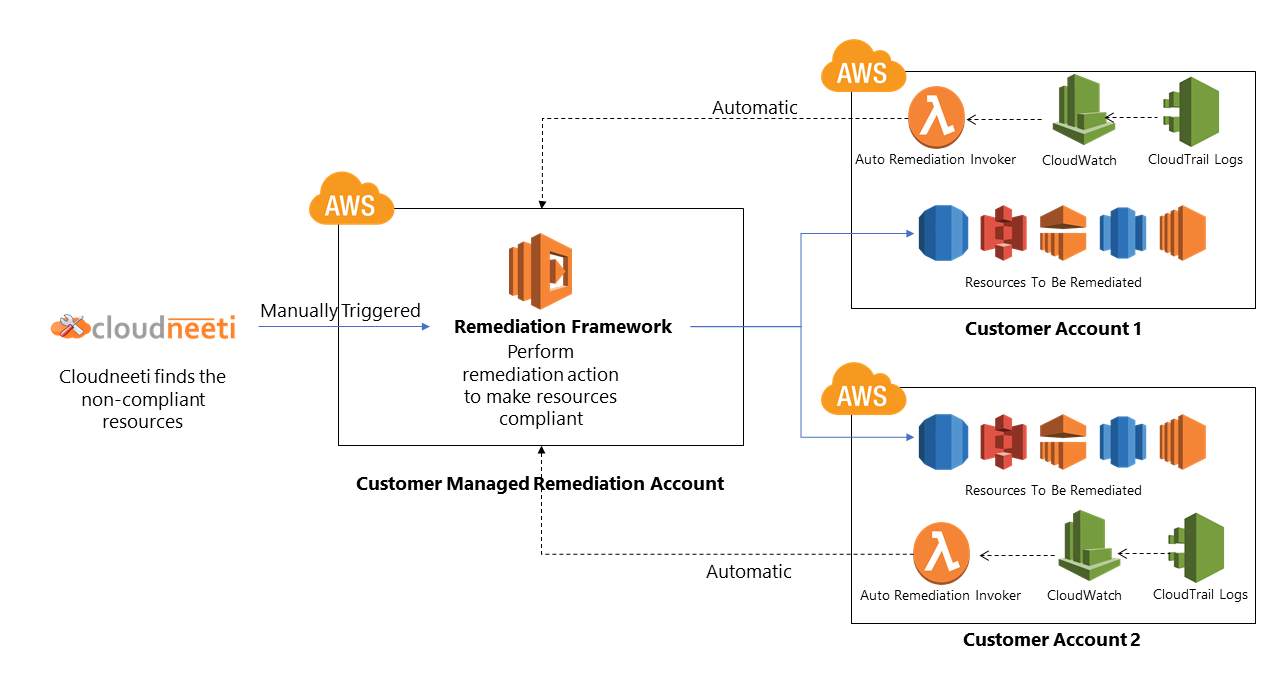 AWS
Automatic
Auto Remediation Invoker
CloudWatch
CloudTrail Logs
Resources To Be Remediated
Customer Account 1
AWS
Manually Triggered
cloudneeti
Cloudneeti finds the
non-compliant
resources
Remediation Framework
Perform
remediation action
to make resources
compliant
Customer Managed Remediation Account
AWS
Resources To Be Remediated
Automatic
Auto Remediation Invoker
CloudWatch
CloudTrail Logs
Customer Account 2